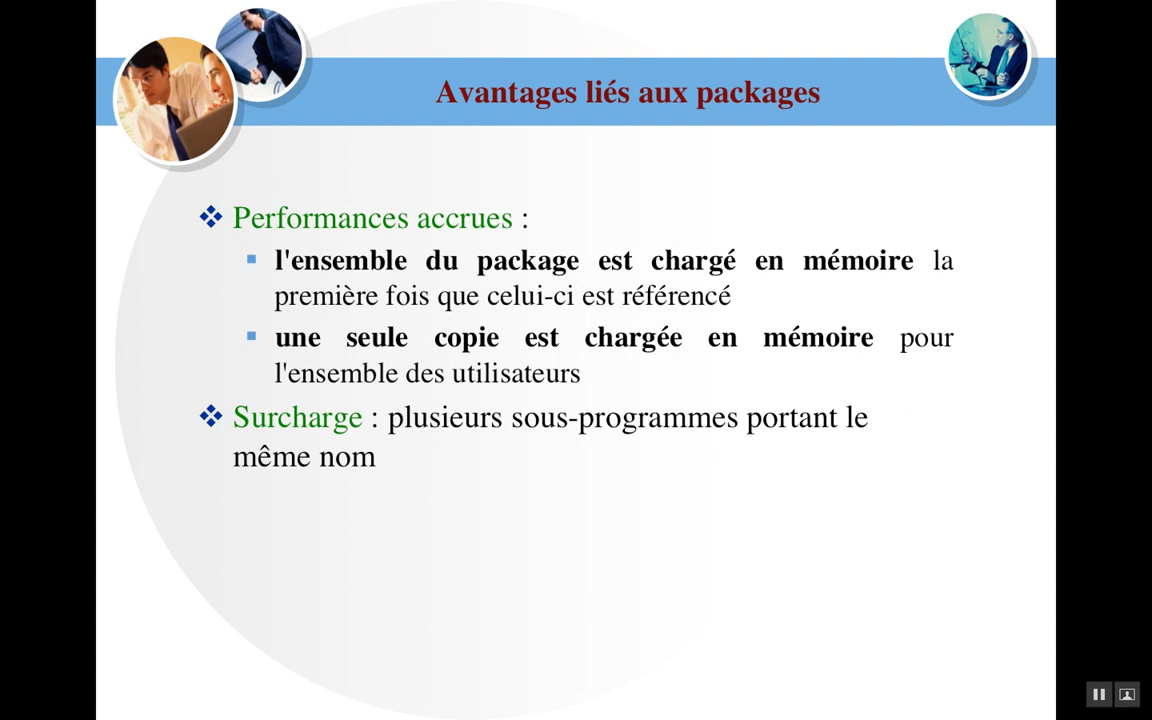 Avantages liés aux packages
Performances accrues :
l'ensemble du package est chargé en mémoire la
première fois que celui-ci est référencé
une seule copie est chargée en mémoire pour
l'ensemble des utilisateurs
Surcharge : plusieurs sous-programmes portant le
même nom